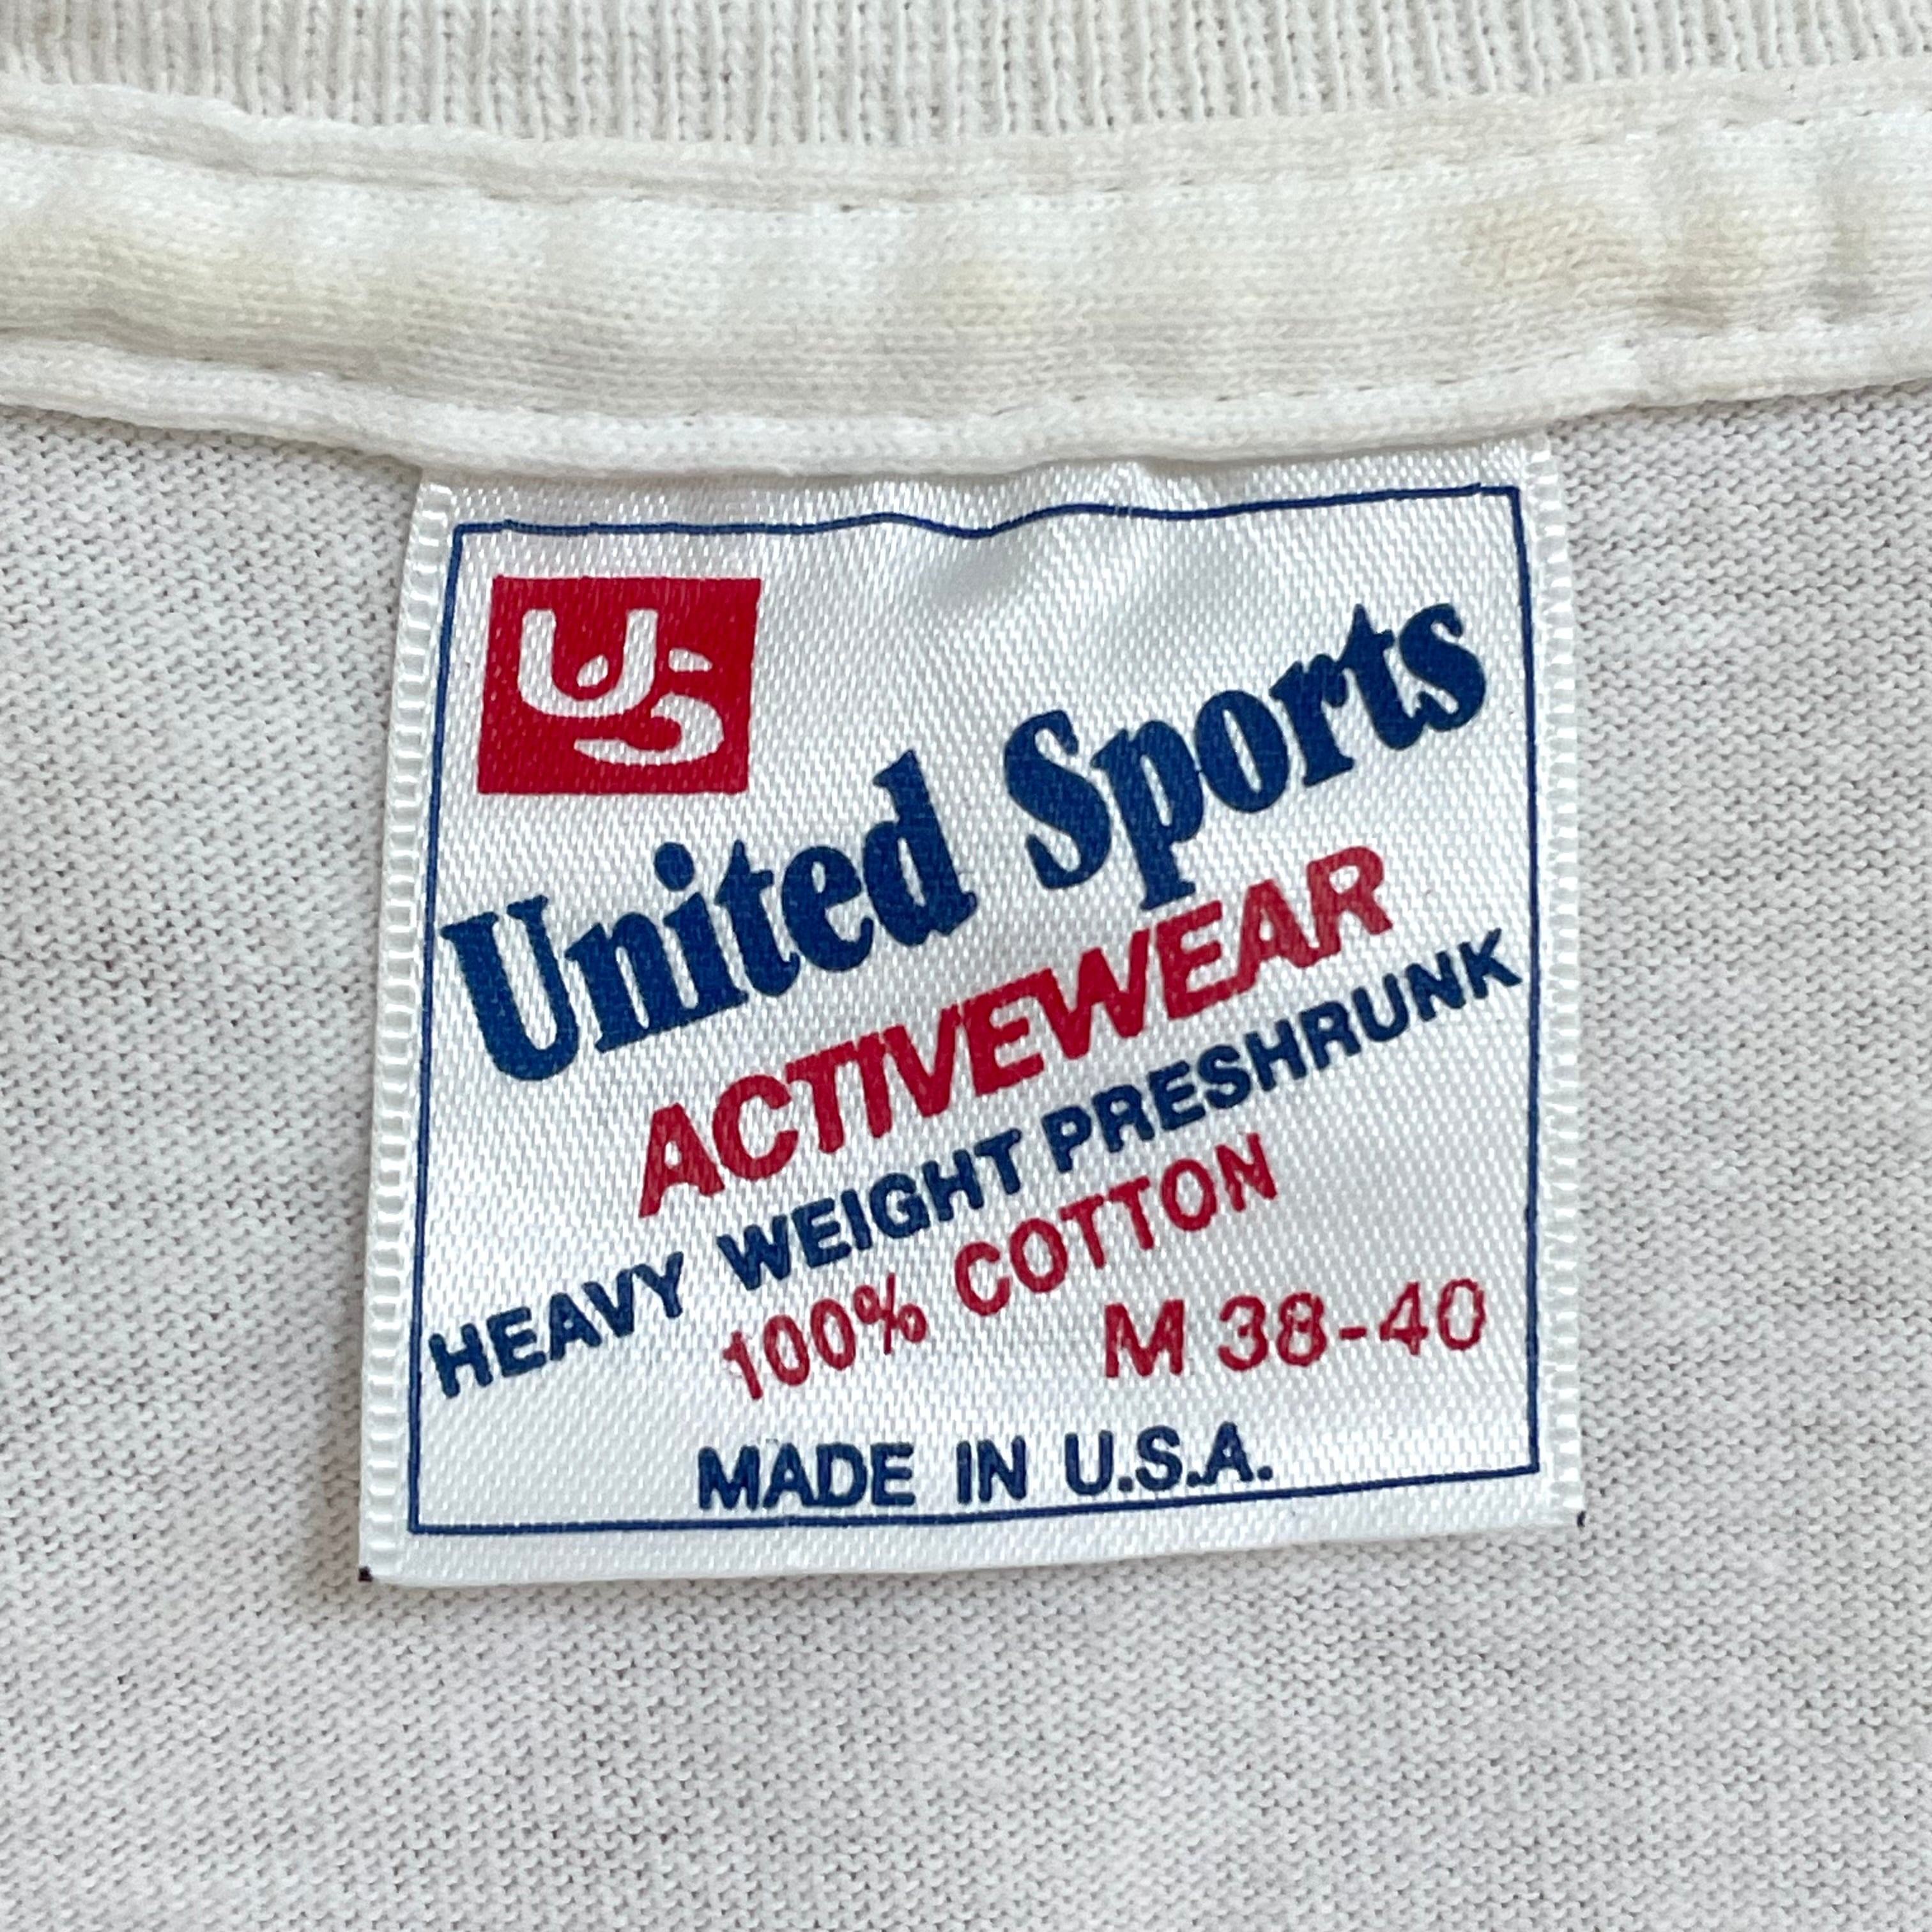 US
United Sports
ACTIVEWEAR
HEAVY WEIGHT PRESHRUNK
100% COTTON
M 38-40
MADE IN U.S.A.